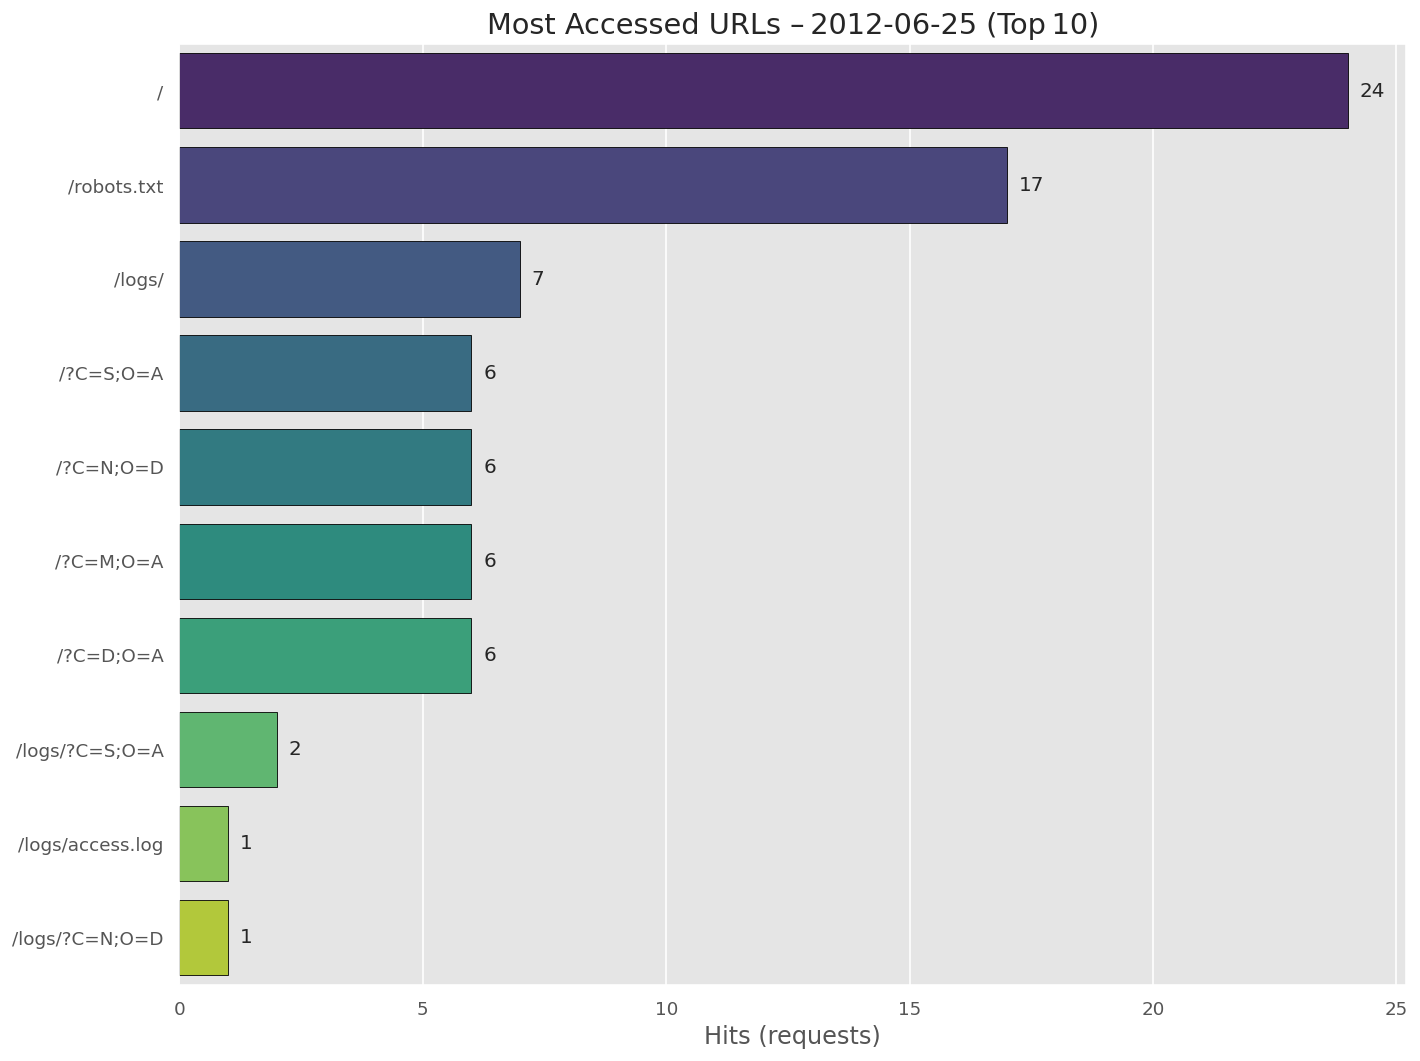 Most Accessed URLs – 2012-06-25 (Top 10)
/ 24
/robots.txt 17
/logs/ 7
/?C=S;O=A 6
/?C=N;O=D 6
/?C=M;O=A 6
/?C=D;O=A 6
/logs/?C=S;O=A 2
/logs/access.log 1
/logs/?C=N;O=D 1
0 5 10 15 20 25
Hits (requests)